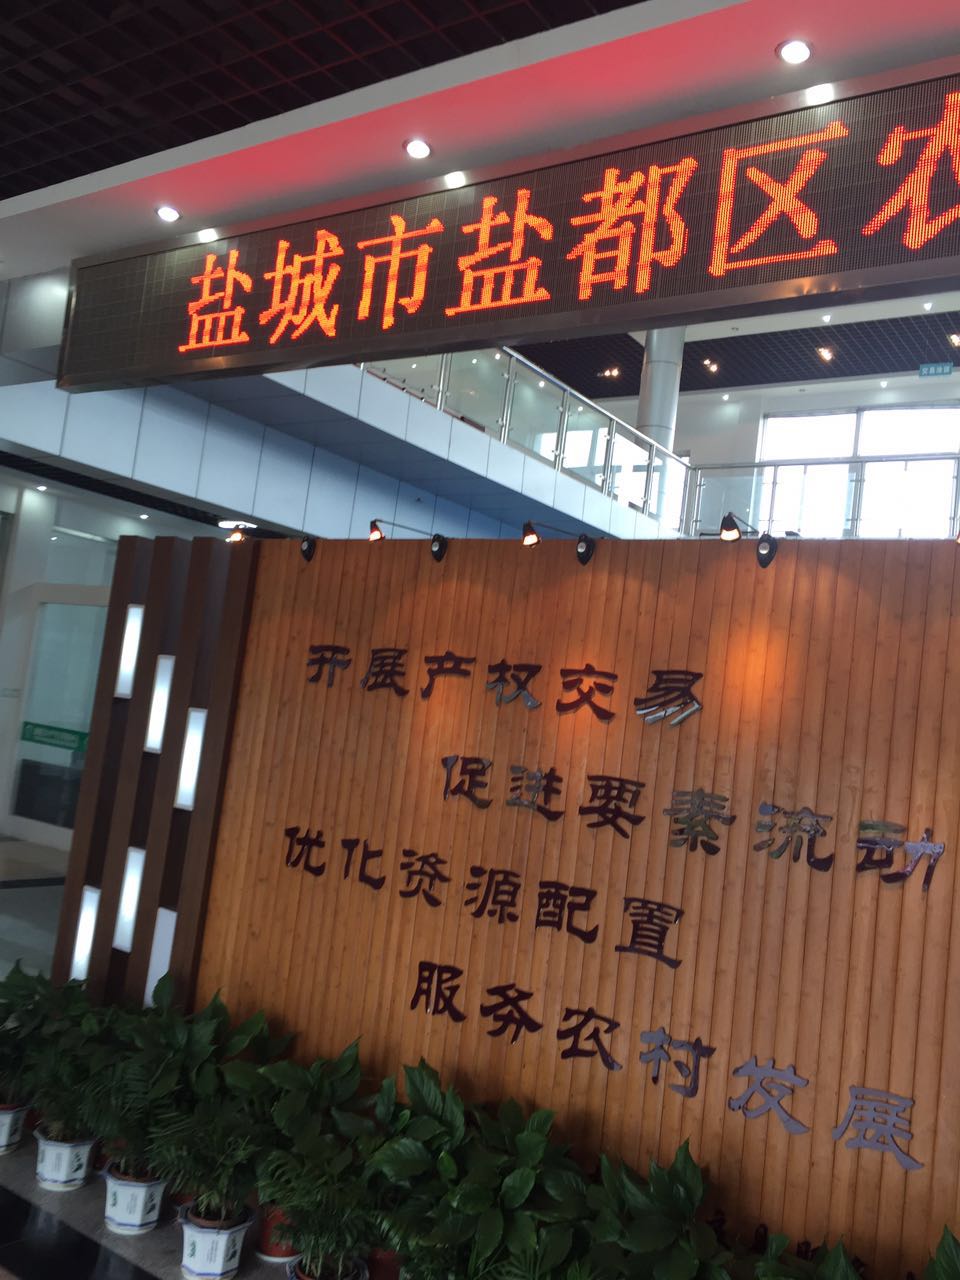 盐城市盐都区农
开展产权交易
促进要素流动
优化资源配置
服务农村发展